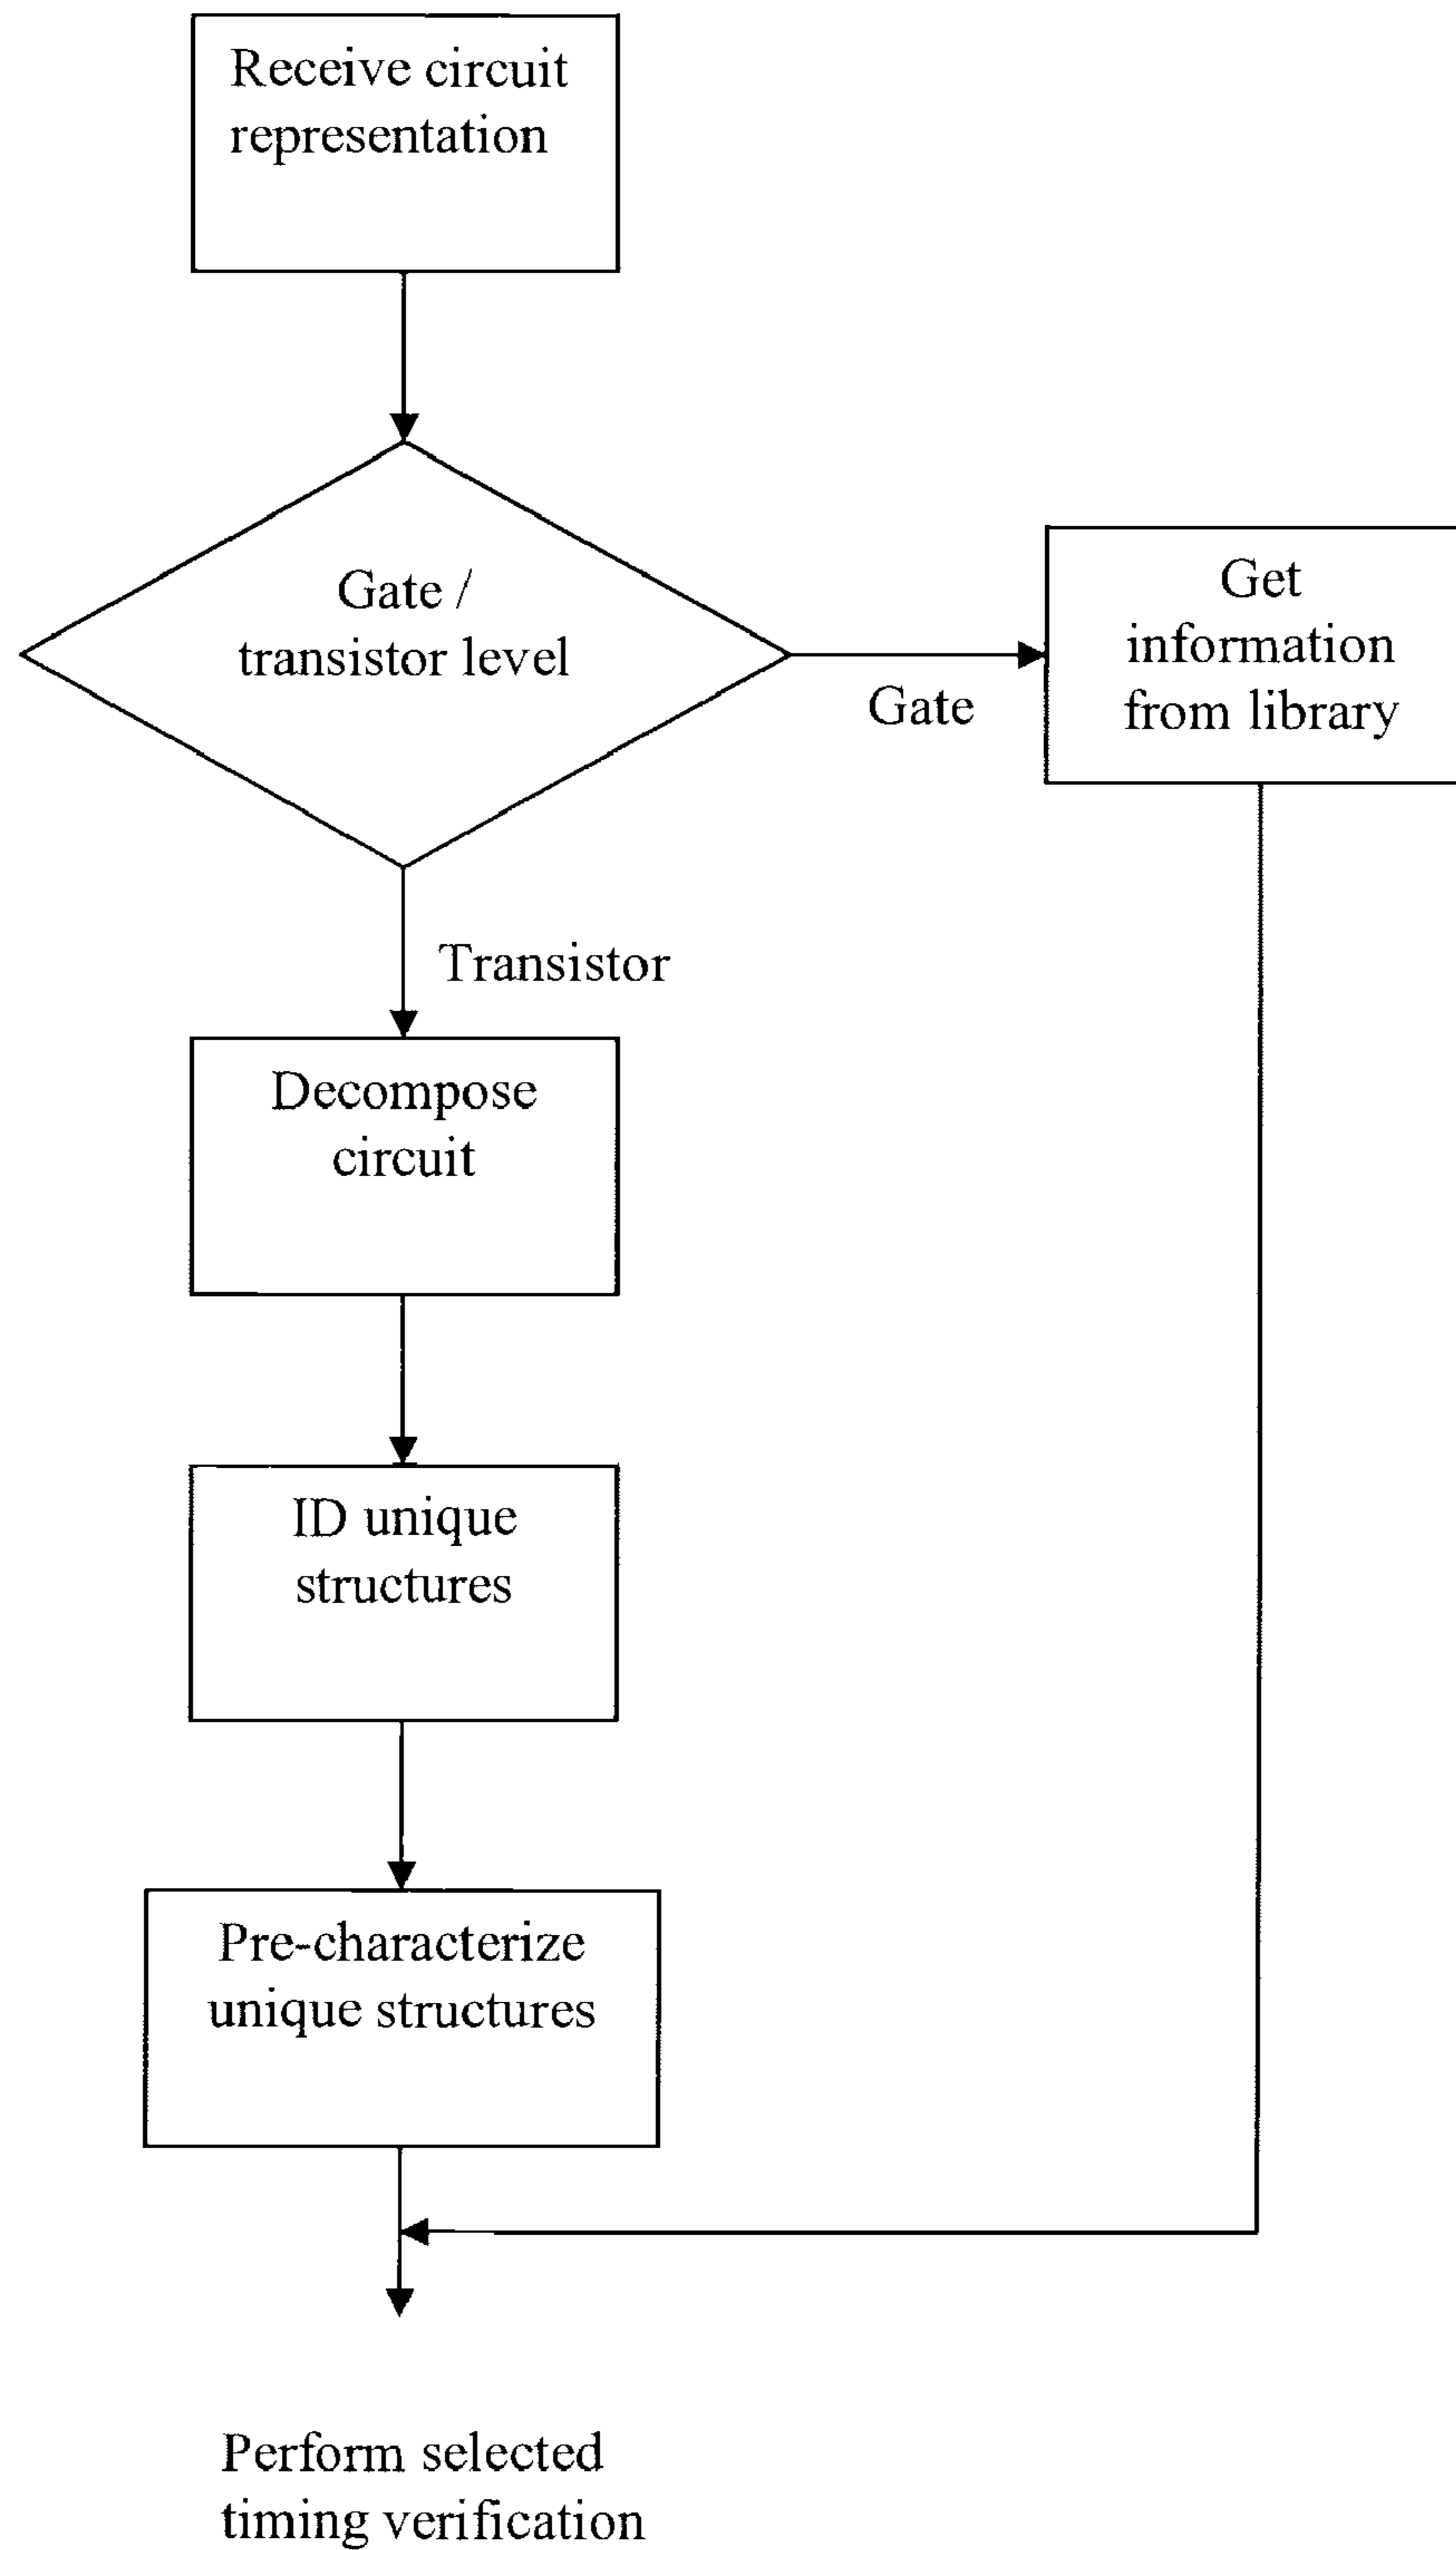 Receive circuit
representation
Gate /
transistor level
Gate
Get
information
from library
Transistor
Decompose
circuit
ID unique
structures
Pre-characterize
unique structures
Perform selected
timing verification